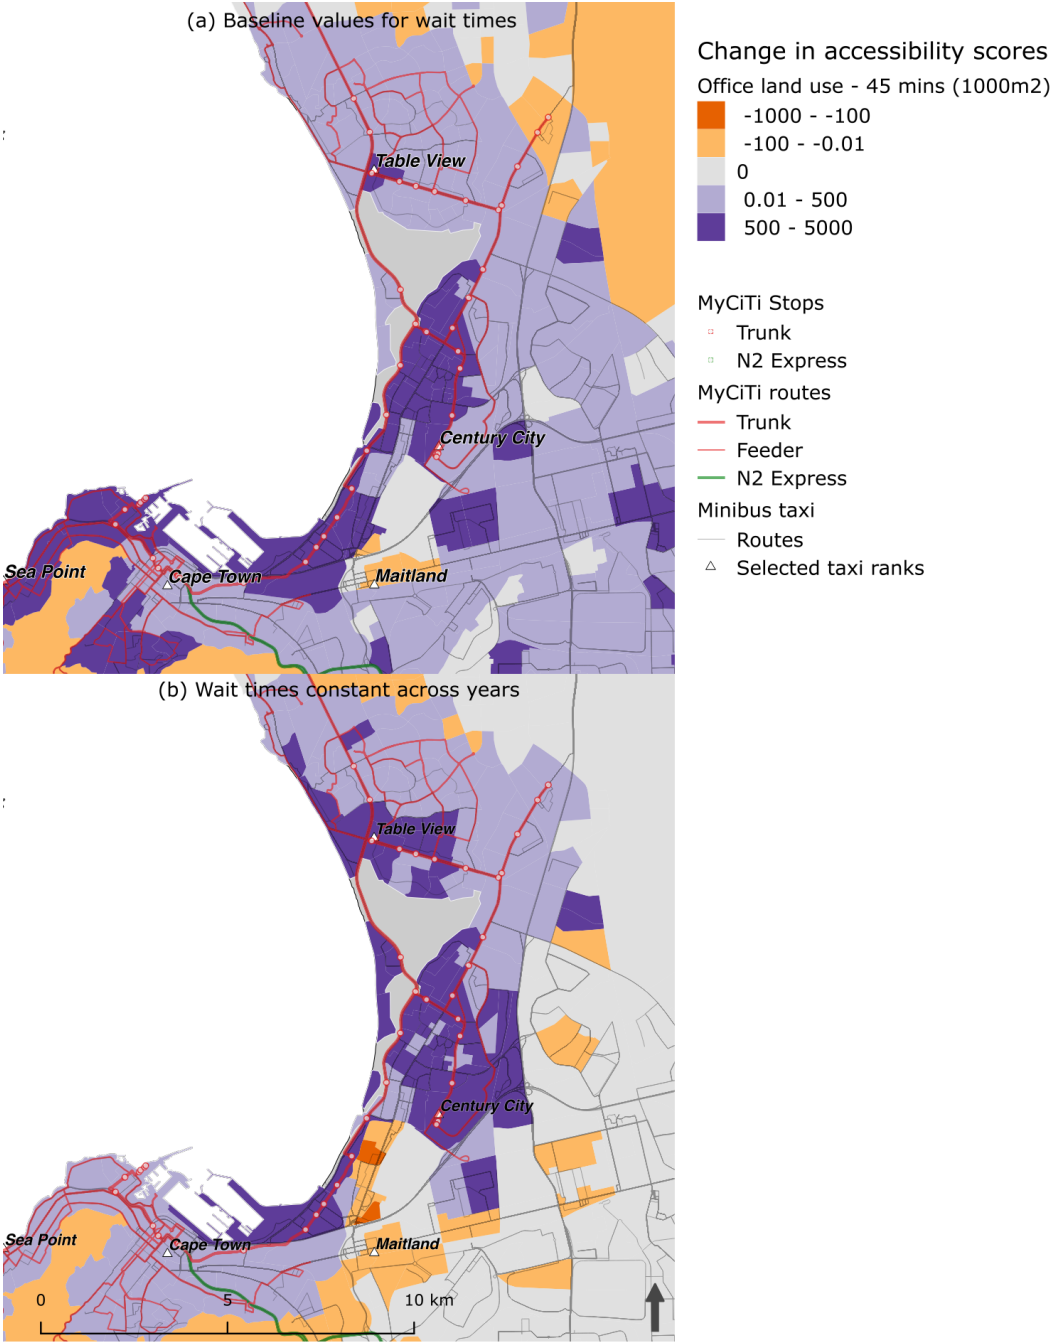 (a) Baseline values for wait times
Table View
Century City
Sea Point
Cape Town
Maitland
(b) Wait times constant across years
Table View
Century City
Sea Point
Cape Town
Maitland
0 5 10 km
Change in accessibility scores
Office land use - 45 mins (1000m2)
-1000 - -100
-100 - -0.01
0
0.01 - 500
500 - 5000
MyCiTi Stops
Trunk
N2 Express
MyCiTi routes
Trunk
Feeder
N2 Express
Minibus taxi
Routes
Selected taxi ranks